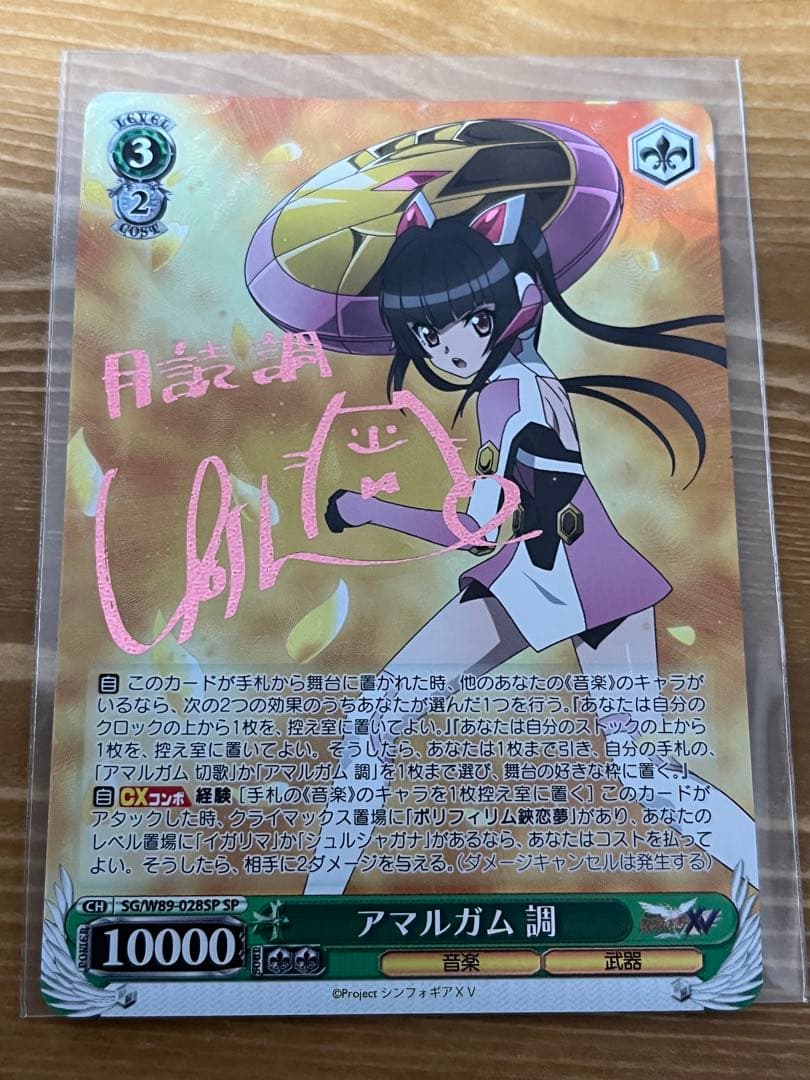 LEVEL
3
2
COST
月読調
自 このカードが手札から舞台に置かれた時、他のあなたの《音楽》のキャラが
いるなら、次の2つの効果のうちあなたが選んだ1つを行う。『あなたは自分の
クロックの上から1枚を、控え室に置いてよい。』『あなたは自分のストックの上から
1枚を、控え室に置いてよい。そうしたら、あなたは1枚まで引き、自分の手札の、
「アマルガム 切歌」か「アマルガム 調」を1枚まで選び、舞台の好きな枠に置く。』
自 CXコンボ 経験 [手札の《音楽》のキャラを1枚控え室に置く] このカードが
アタックした時、クライマックス置場に「ポリフィリム鋏恋夢」があり、あなたの
レベル置場に「イガリマ」か「シュルシャガナ」があるなら、あなたはコストを払って
よい。そうしたら、相手に2ダメージを与える。（ダメージキャンセルは発生する）
CH SG/W89-028SP SP
アマルガム 調
XV
POWER
10000
SOUL
音楽
武器
©Project シンフォギアXV